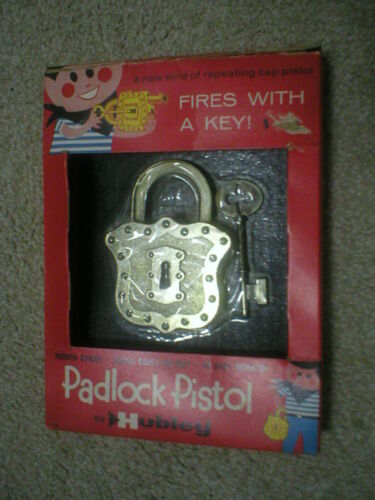 a new kind of repeating cap pistol
FIRES WITH
A KEY!
Padlock Pistol
by Hubley